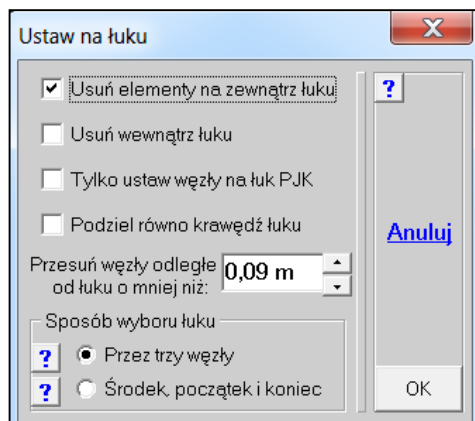 Ustaw na łuku
X
Usuń elementy na zewnątrz łuku
?
Usuń wewnątrz łuku
Tylko ustaw węzły na łuk PJK
Podziel równo krawędź łuku
Anuluj
Przesuń węzły odległe
od łuku o mniej niż:
0,09 m
Sposób wyboru łuku
? Przez trzy węzły
? Środek, początek i koniec
OK